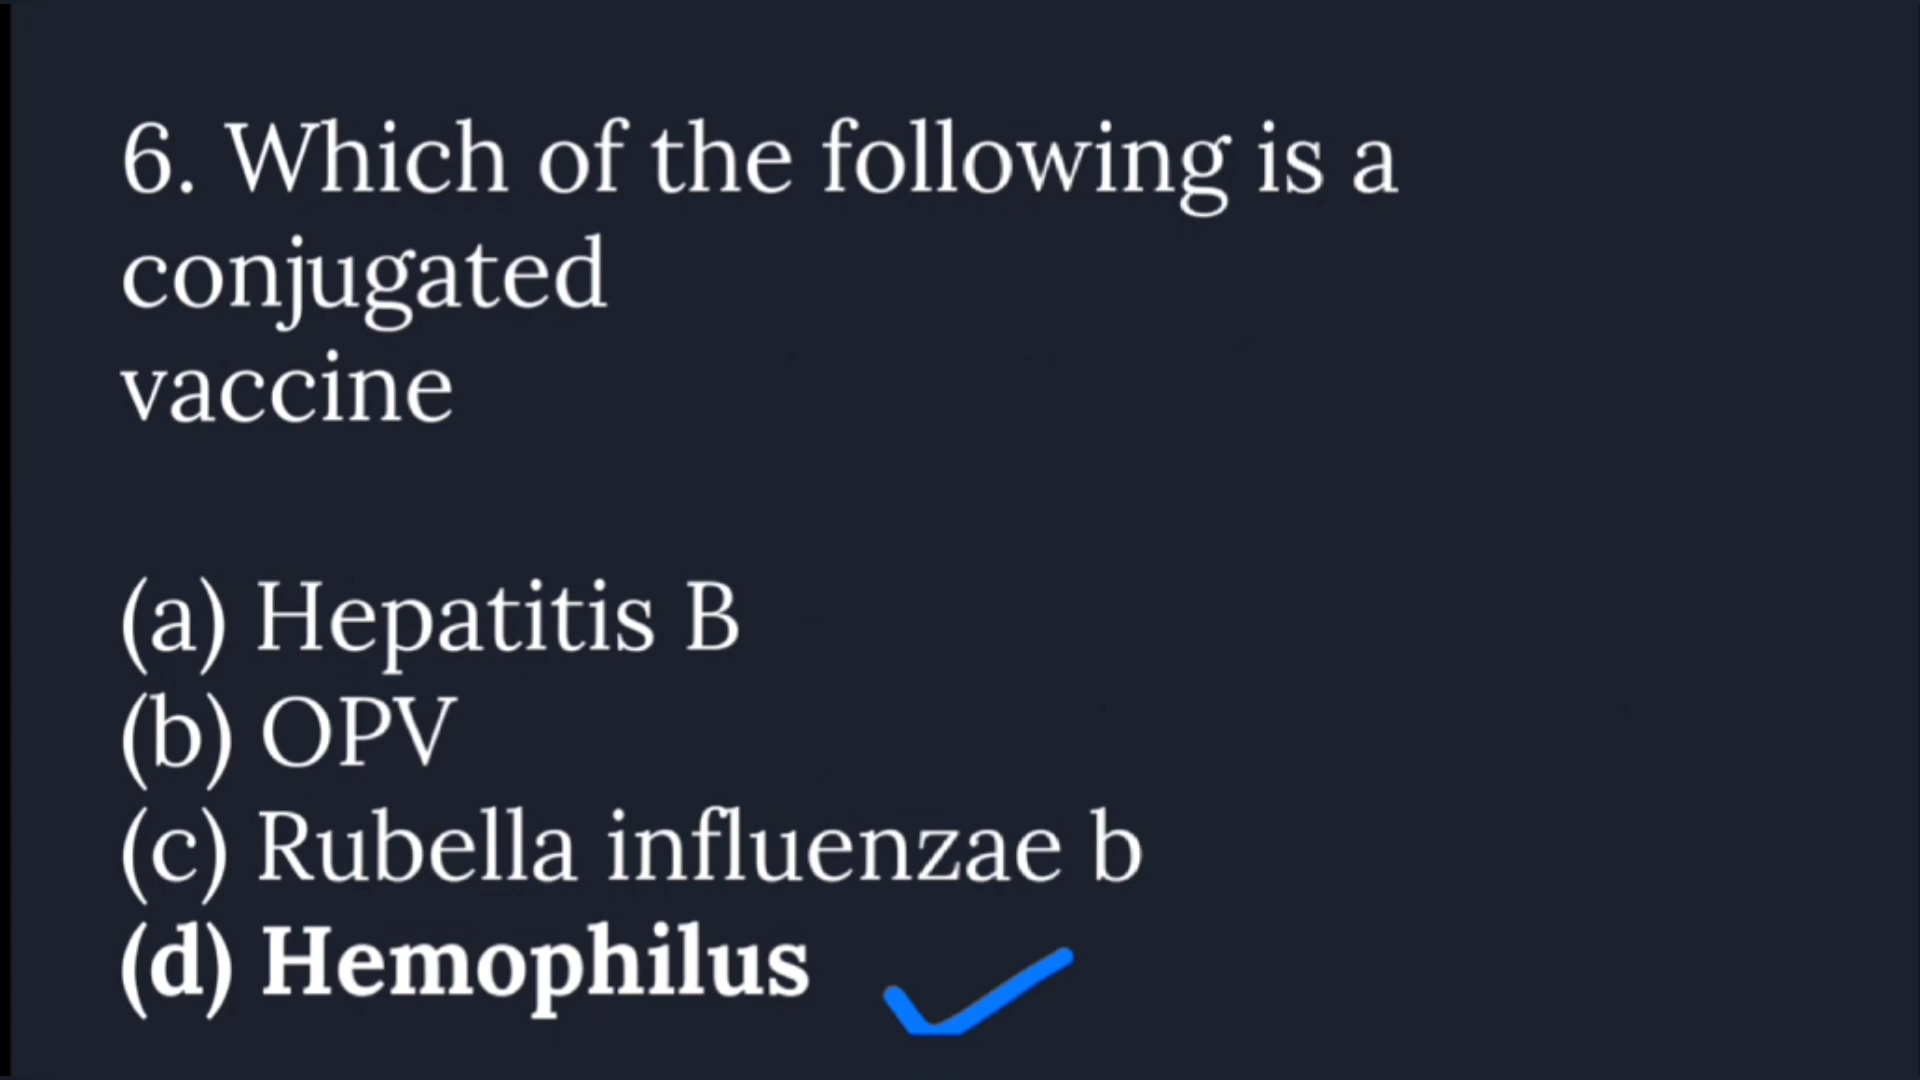 6. Which of the following is a
conjugated
vaccine
(a) Hepatitis B
(b) OPV
(c) Rubella influenzae b
(d) Hemophilus